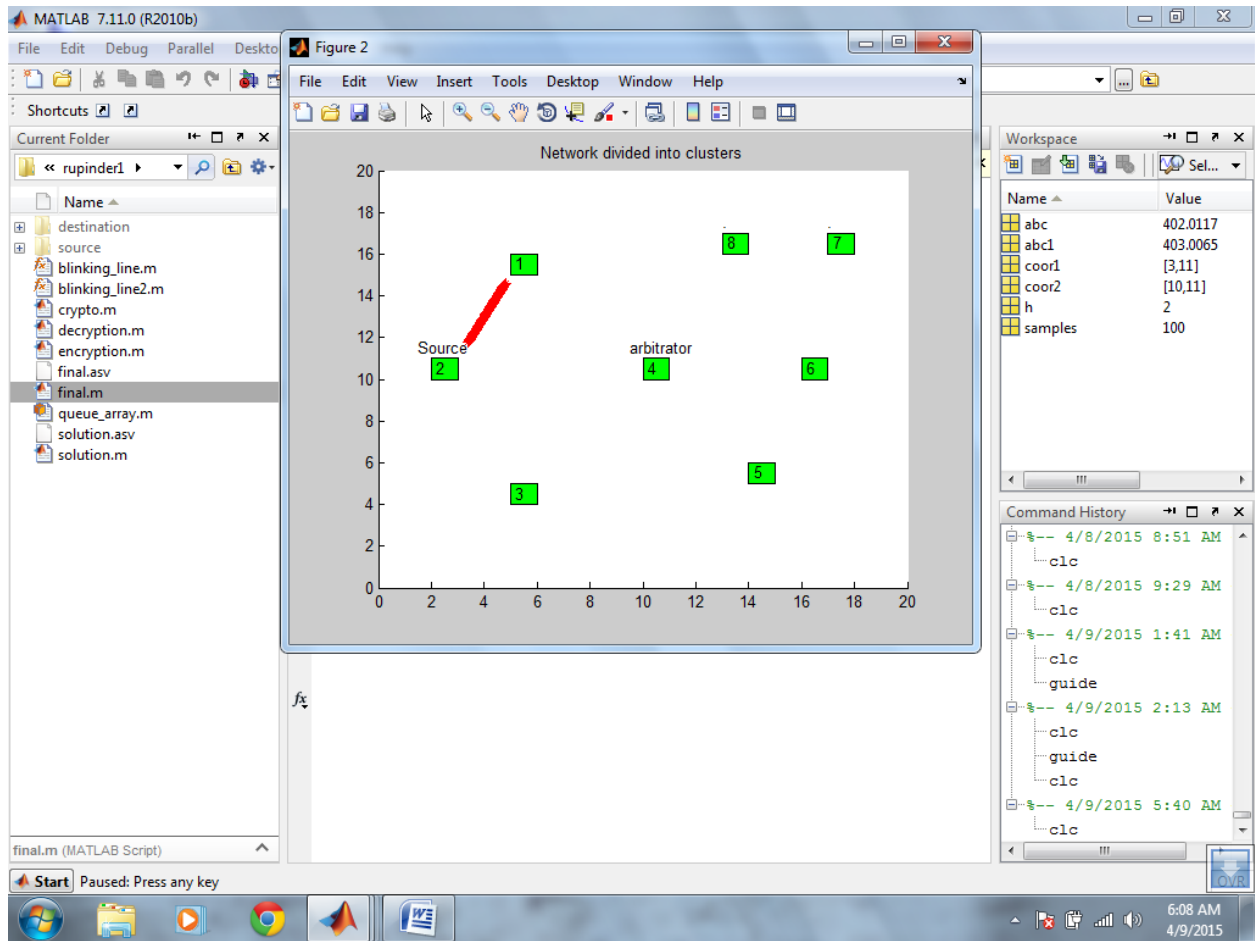 MATLAB 7.11.0 (R2010b)
File Edit Debug Parallel Deskto
Shortcuts
Current Folder
« rupinder1
Name
destination
source
blinking_line.m
blinking_line2.m
crypto.m
decryption.m
encryption.m
final.asv
final.m
queue_array.m
solution.asv
solution.m
final.m (MATLAB Script)
Figure 2
File Edit View Insert Tools Desktop Window Help
Network divided into clusters
20
18
16
14
12
10
8
6
4
2
0
0 2 4 6 8 10 12 14 16 18 20
8
7
1
Source
arbitrator
2
4
6
5
3
fx
Workspace
Sel...
Name Value
abc 402.0117
abc1 403.0065
coor1 [3,11]
coor2 [10,11]
h 2
samples 100
Command History
%-- 4/8/2015 8:51 AM
clc
%-- 4/8/2015 9:29 AM
clc
%-- 4/9/2015 1:41 AM
clc
guide
%-- 4/9/2015 2:13 AM
clc
guide
clc
%-- 4/9/2015 5:40 AM
clc
Start Paused: Press any key
OVR
6:08 AM
4/9/2015